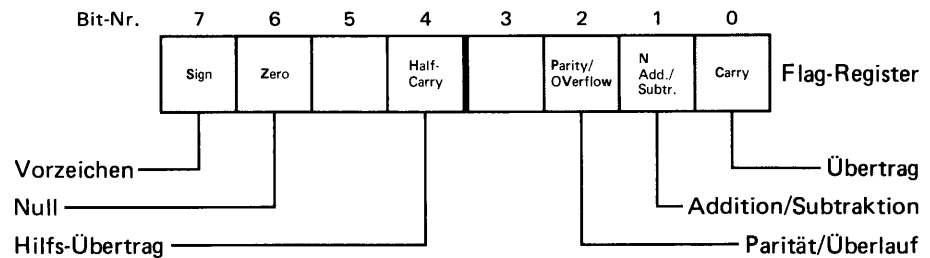 Bit-Nr. 7 6 5 4 3 2 1 0
Sign
Zero
Half-
Carry
Parity/
OVerflow
N
Add./
Subtr.
Carry
Flag-Register
Vorzeichen
Übertrag
Null
Addition/Subtraktion
Hilfs-Übertrag
Parität/Überlauf